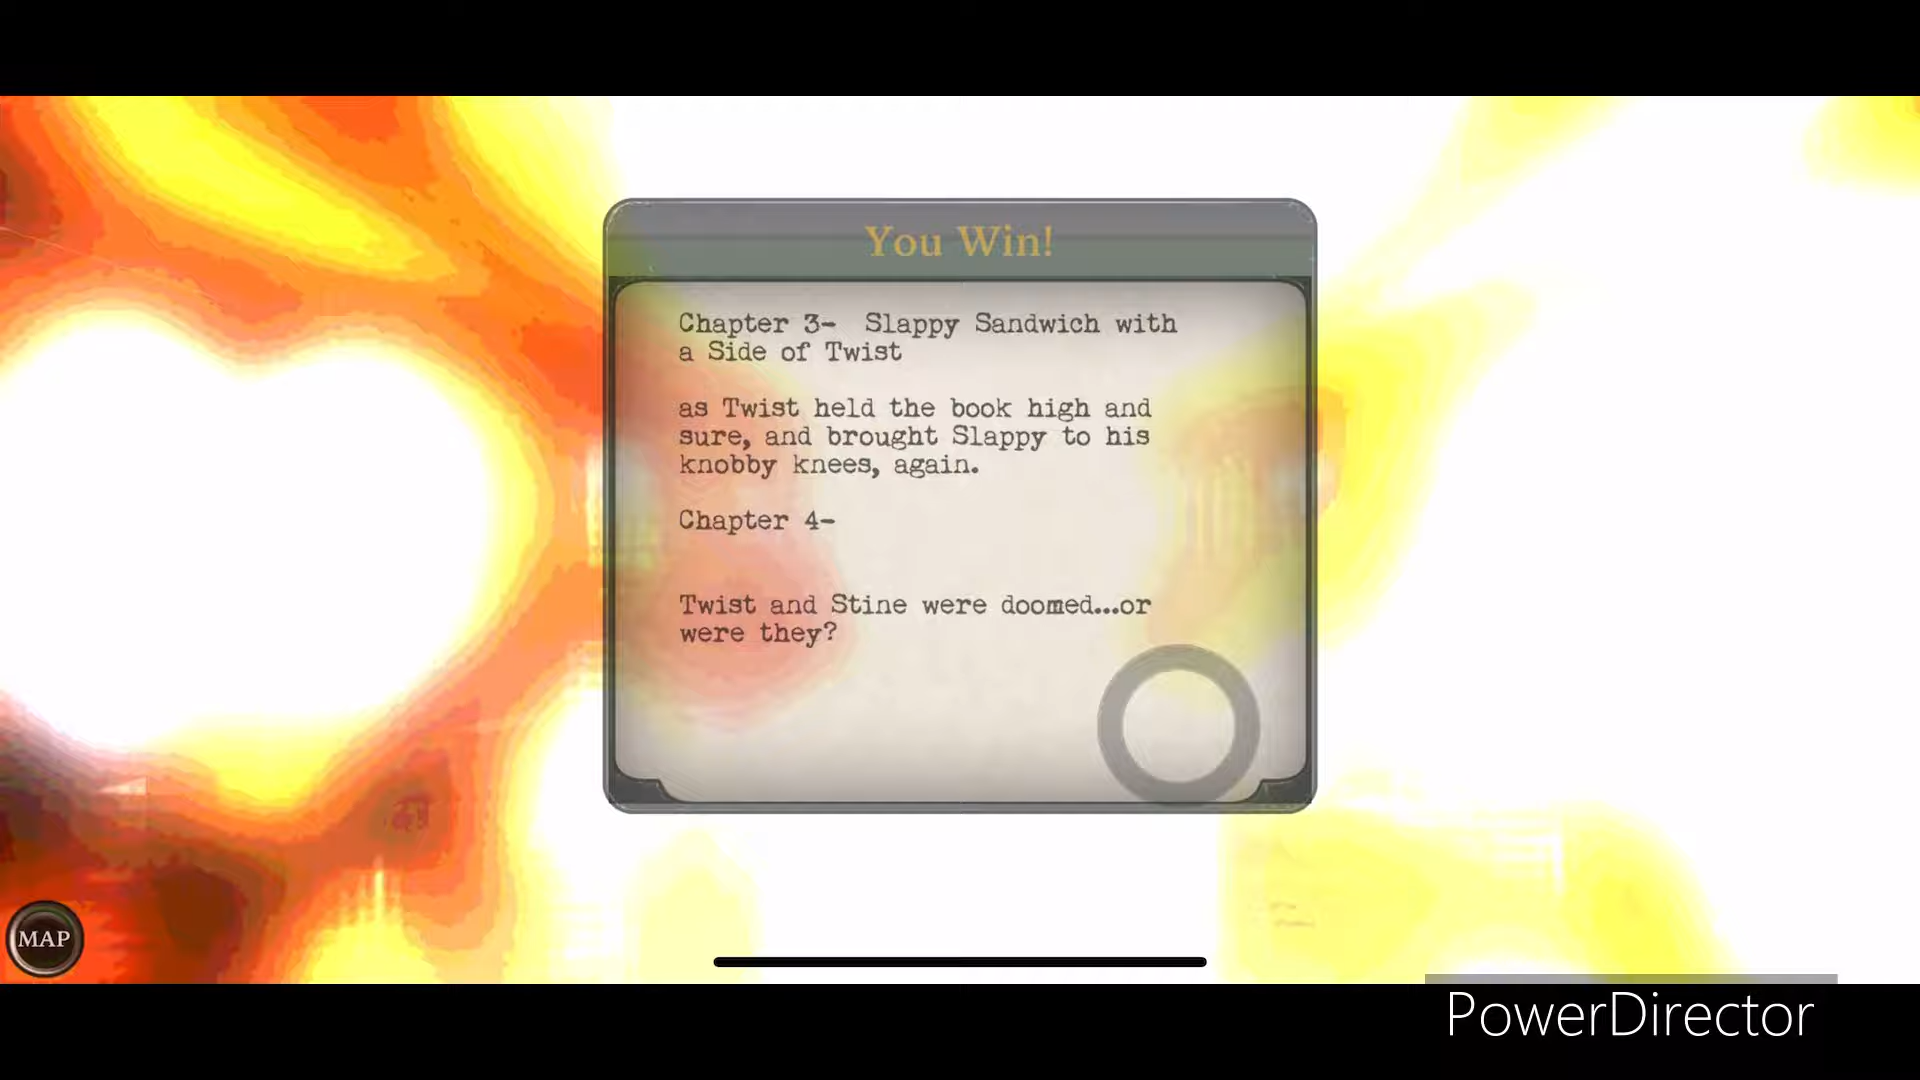 You Win!
Chapter 3-  Slappy Sandwich with
a Side of Twist
as Twist held the book high and
sure, and brought Slappy to his
knobby knees, again.
Chapter 4-
Twist and Stine were doomed...or
were they?
MAP
PowerDirector